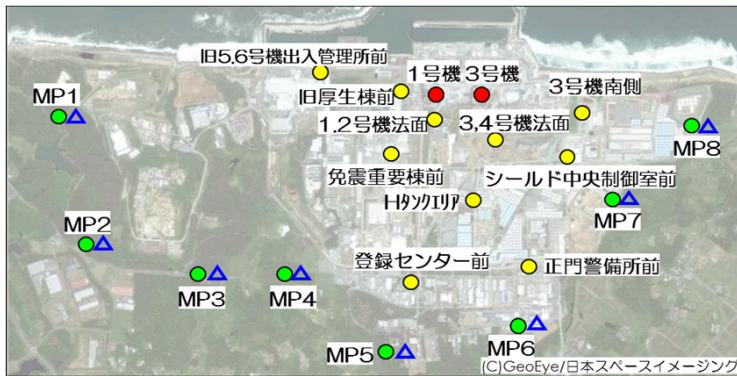 旧5.6号機出入管理所前
1号機
3号機
MP1
旧厚生棟前
3号機南側
1.2号機法面
3,4号機法面
MP8
免震重要棟前
シールド中央制御室前
Hタンクエリア
MP7
MP2
登録センター前
正門警備所前
MP3
MP4
MP5
MP6
(C)GeoEye/日本スペースイメージング